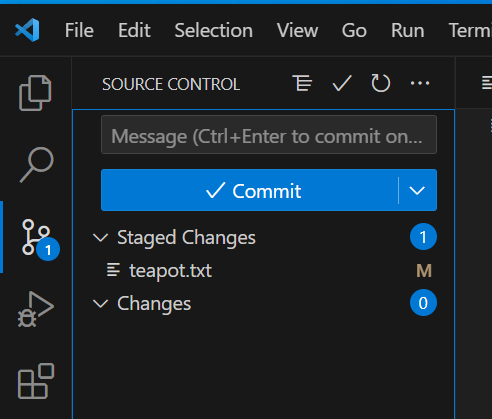 File Edit Selection View Go Run Termi
SOURCE CONTROL
Message (Ctrl+Enter to commit on...
Commit
1
Staged Changes 1
teapot.txt M
Changes 0